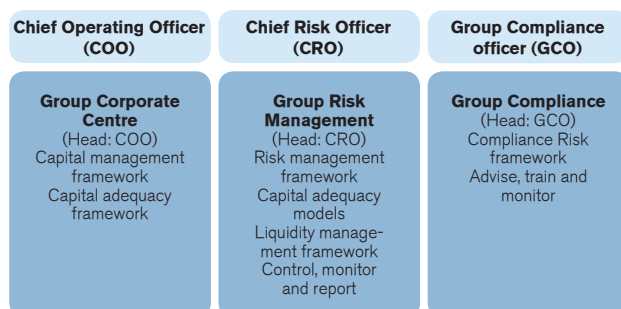 Chief Operating Officer
(COO)
Chief Risk Officer
(CRO)
Group Compliance
officer (GCO)
Group Corporate
Centre
(Head: COO)
Capital management
framework
Capital adequacy
framework
Group Risk
Management
(Head: CRO)
Risk management
framework
Capital adequacy
models
Liquidity manage-
ment framework
Control, monitor
and report
Group Compliance
(Head: GCO)
Compliance Risk
framework
Advise, train and
monitor